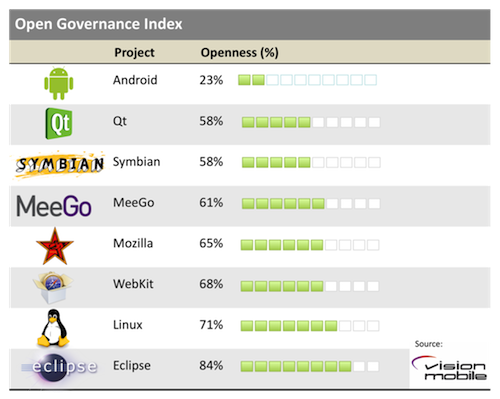 Open Governance Index
Project Openness (%)
Android 23%
Qt Qt 58%
SYMBIAN Symbian 58%
MeeGo MeeGo 61%
Mozilla 65%
WebKit 68%
Linux 71%
Source:
eclipse Eclipse 84%
vision
mobile